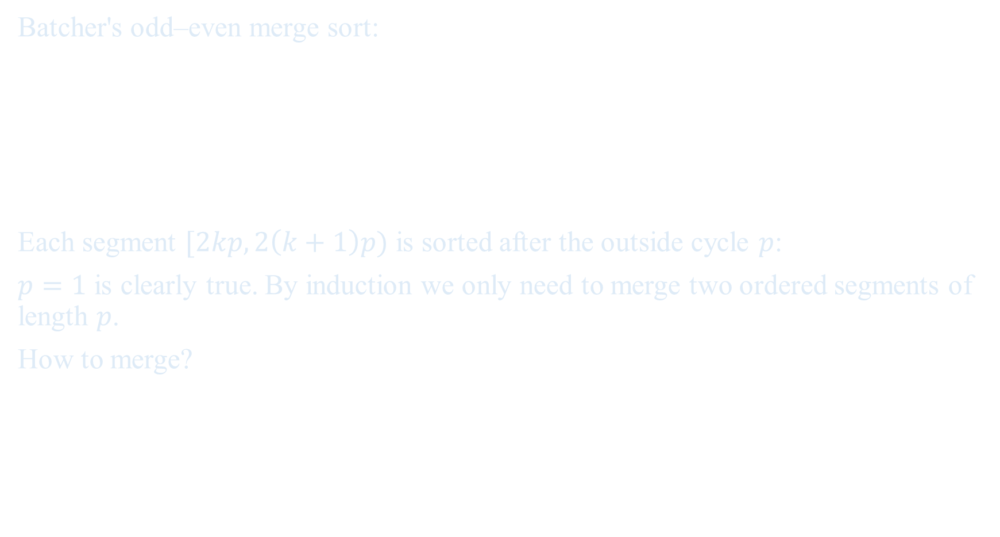 Batcher's odd–even merge sort:
Each segment [2kp, 2(k + 1)p) is sorted after the outside cycle p:
p = 1 is clearly true. By induction we only need to merge two ordered segments of
length p.
How to merge?